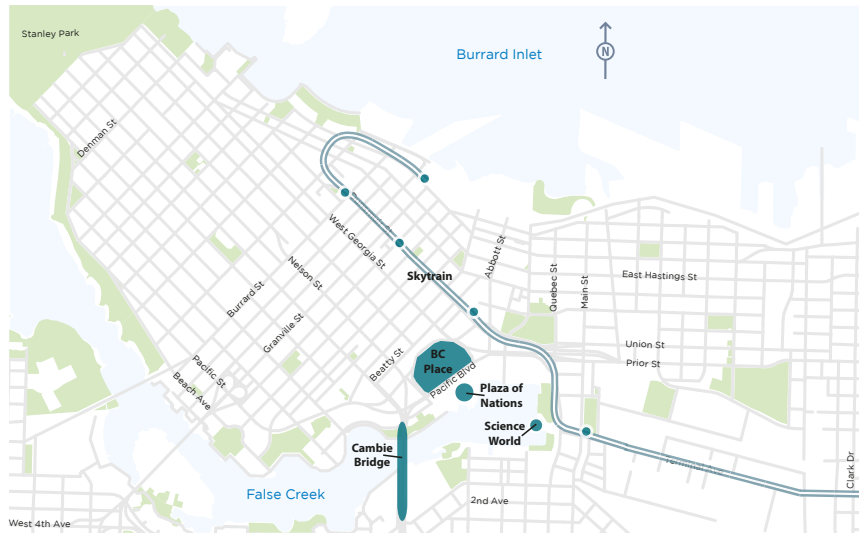 Stanley Park
Burrard Inlet
N
Denman St
West Georgia St
Abbott St
Skytrain
Quebec St
Main St
East Hastings St
Nelson St
Burrard St
Granville St
Union St
Prior St
Beatty St
BC
Place
Pacific Blvd
Pacific St
Beach Ave
Plaza of
Nations
Science
World
Cambie
Bridge
Terminal Ave
Clark Dr
False Creek
2nd Ave
West 4th Ave